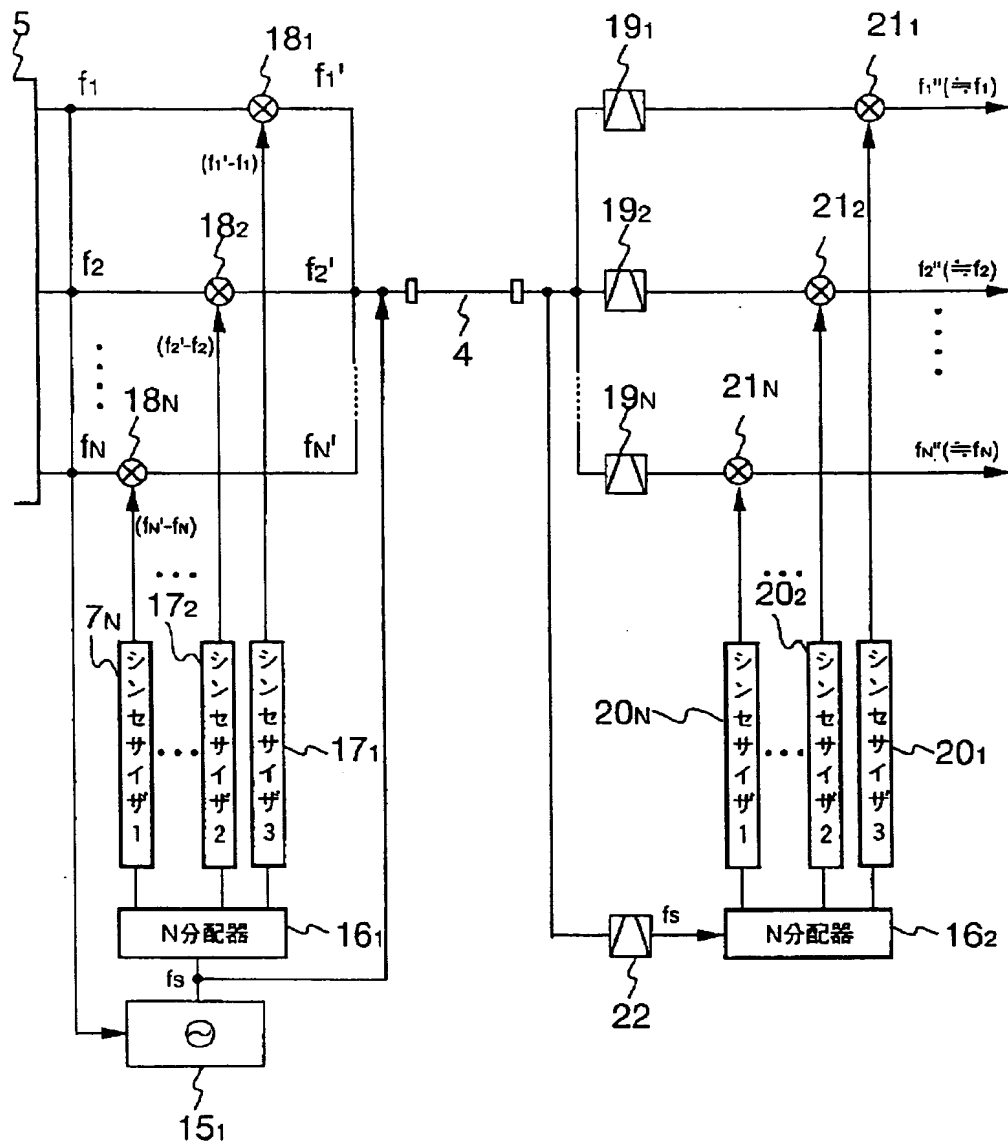 5
18₁
19₁
21₁
f₁
f₁'
f₁"(≒f₁)
(f₁'-f₁)
18₂
19₂
21₂
f₂
f₂'
f₂"(≒f₂)
(f₂'-f₂)
4
18N
19N
21N
fN
fN'
fN"(≒fN)
(fN'-fN)
7N
17₂
17₁
20N
20₂
20₁
シンセサイザ1
シンセサイザ2
シンセサイザ3
シンセサイザ1
シンセサイザ2
シンセサイザ3
N分配器
16₁
fs
N分配器
16₂
fs
22
15₁